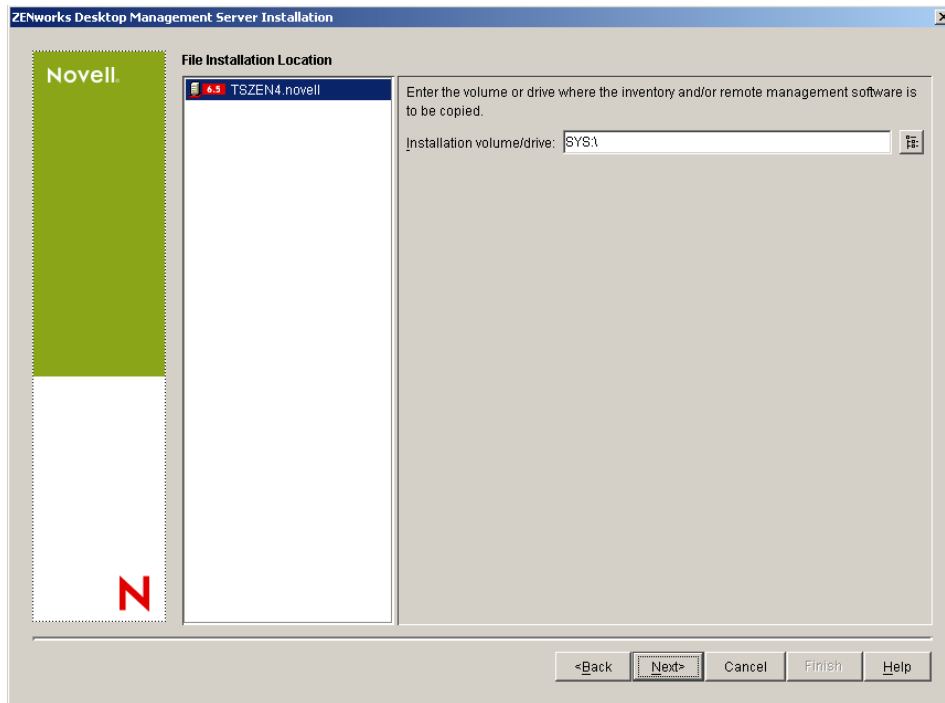 ZENworks Desktop Management Server Installation
Novell.
File Installation Location
6.5 TSZEN4.novell
Enter the volume or drive where the inventory and/or remote management software is
to be copied.
Installation volume/drive: SYS:\
N
<Back Next> Cancel Finish Help